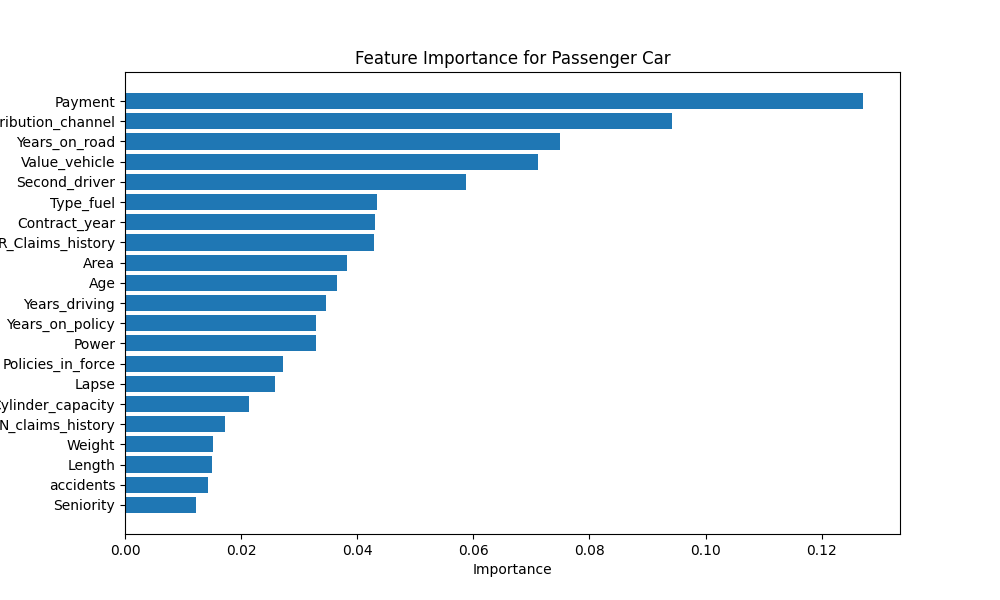 Feature Importance for Passenger Car
Payment
ribution_channel
Years_on_road
Value_vehicle
Second_driver
Type_fuel
Contract_year
R_Claims_history
Area
Age
Years_driving
Years_on_policy
Power
Policies_in_force
Lapse
Cylinder_capacity
N_claims_history
Weight
Length
accidents
Seniority
0.00 0.02 0.04 0.06 0.08 0.10 0.12
Importance